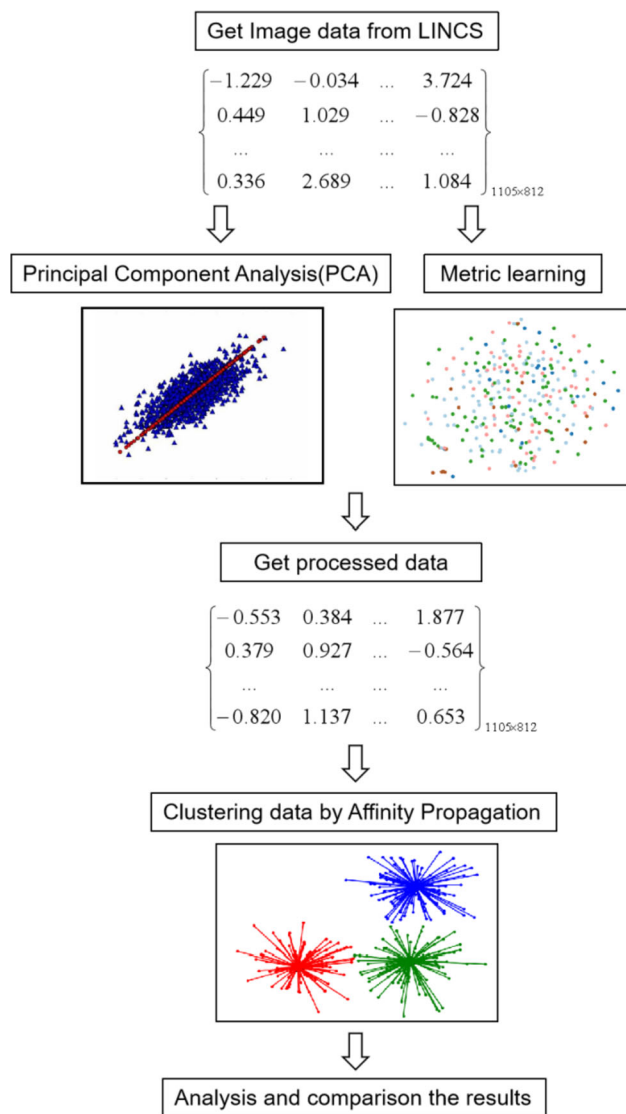 Get Image data from LINCS
−1.229 −0.034 ... 3.724
0.449 1.029 ... −0.828
... ... ... ...
0.336 2.689 ... 1.084
1105×812
Principal Component Analysis(PCA)
Metric learning
Get processed data
−0.553 0.384 ... 1.877
0.379 0.927 ... −0.564
... ... ... ...
−0.820 1.137 ... 0.653
1105×812
Clustering data by Affinity Propagation
Analysis and comparison the results